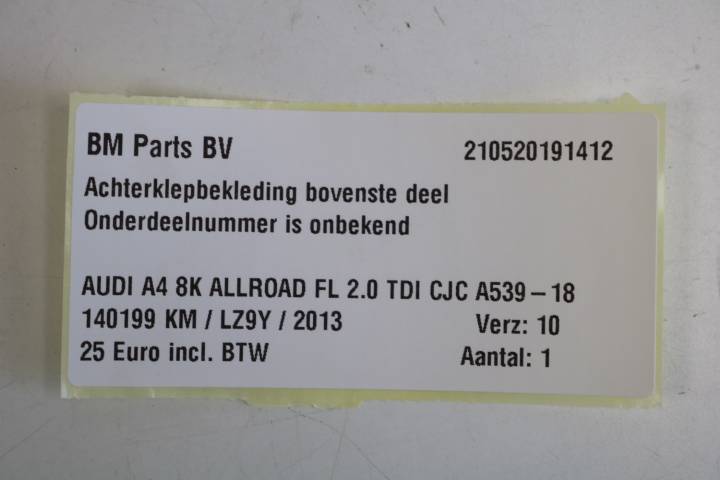 BM Parts BV 210520191412
Achterklepbekleding bovenste deel
Onderdeelnummer is onbekend
AUDI A4 8K ALLROAD FL 2.0 TDI CJC A539-18
140199 KM / LZ9Y / 2013 Verz: 10
25 Euro incl. BTW Aantal: 1